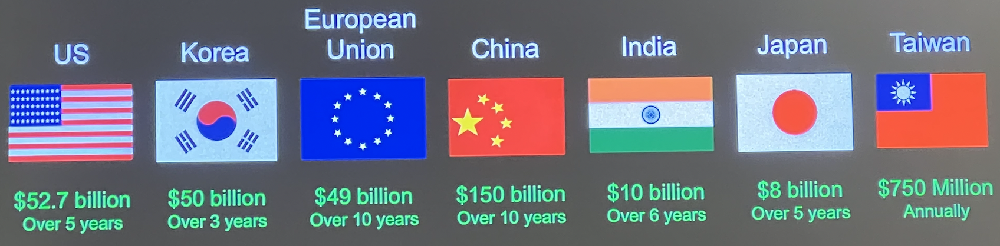 US
$52.7 billion
Over 5 years
Korea
$50 billion
Over 3 years
European
Union
$49 billion
Over 10 years
China
$150 billion
Over 10 years
India
$10 billion
Over 6 years
Japan
$8 billion
Over 5 years
Taiwan
$750 Million
Annually